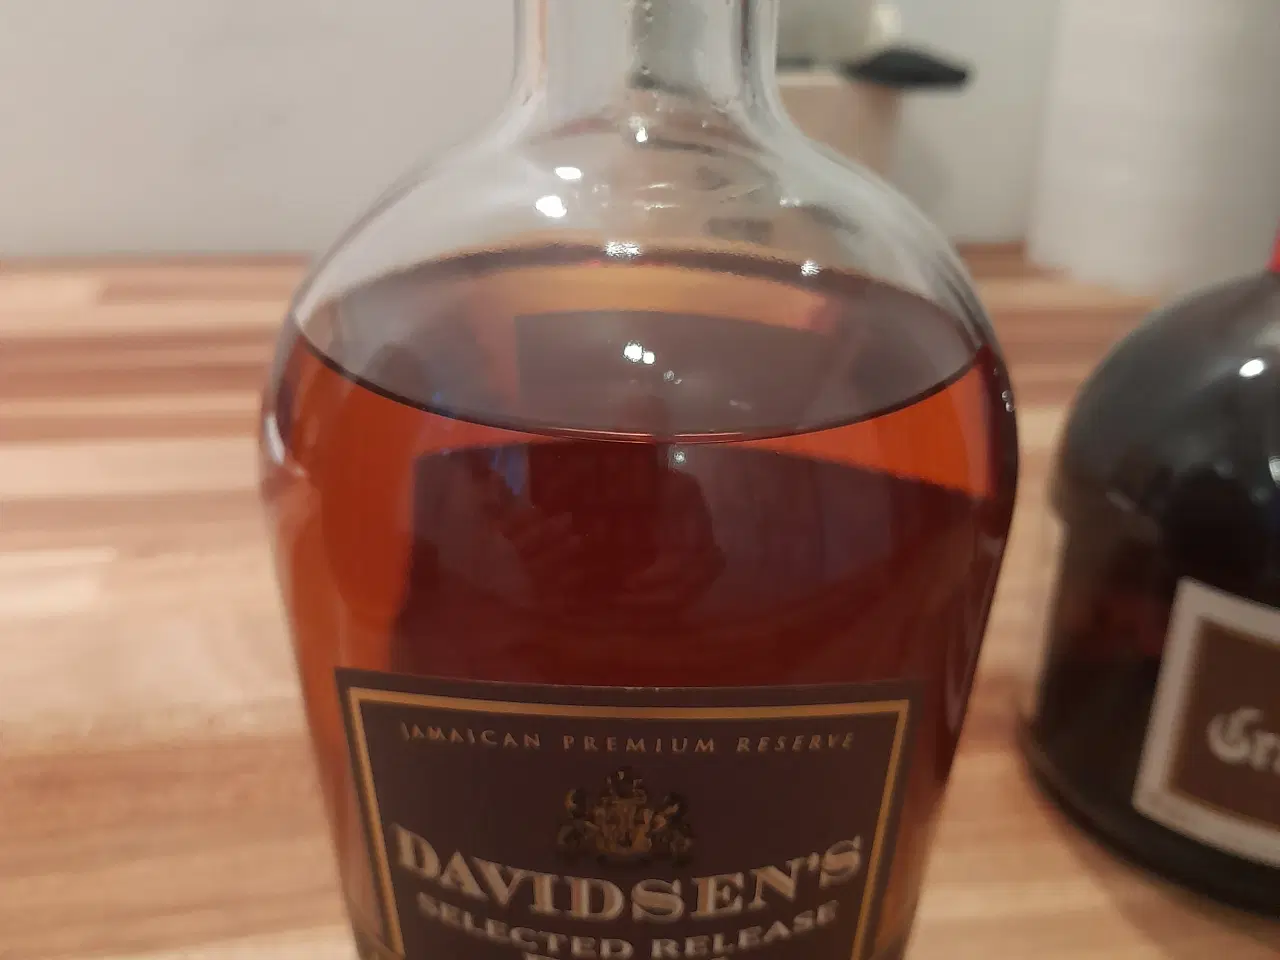 JAMAICAN PREMIUM RESERVE
DAVIDSEN'S
SELECTED RELEASE